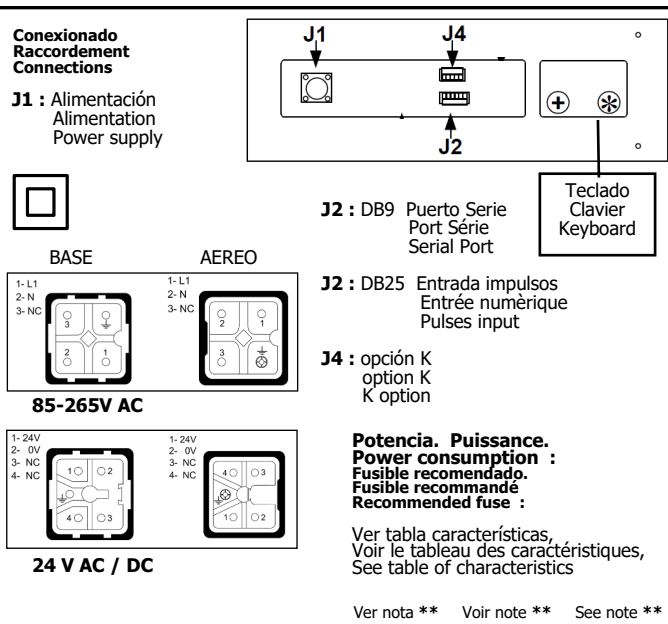 Conexionado
Raccordement
Connections
J1 : Alimentación
Alimentation
Power supply
J1
J4
J2
+
Teclado
Clavier
Keyboard
BASE
AEREO
1- L1
2- N
3- NC
3
2
1
1- L1
2- N
3- NC
2
1
3
85-265V AC
1- 24V
2- 0V
3- NC
4- NC
1
2
4
3
1- 24V
2- 0V
3- NC
4- NC
4
3
1
2
24 V AC / DC
J2 : DB9 Puerto Serie
Port Série
Serial Port
J2 : DB25 Entrada impulsos
Entrée numèrique
Pulses input
J4 : opción K
option K
K option
Potencia. Puissance.
Power consumption :
Fusible recomendado.
Fusible recommandé
Recommended fuse :
Ver tabla características,
Voir le tableau des caractéristiques,
See table of characteristics
Ver nota ** Voir note ** See note **